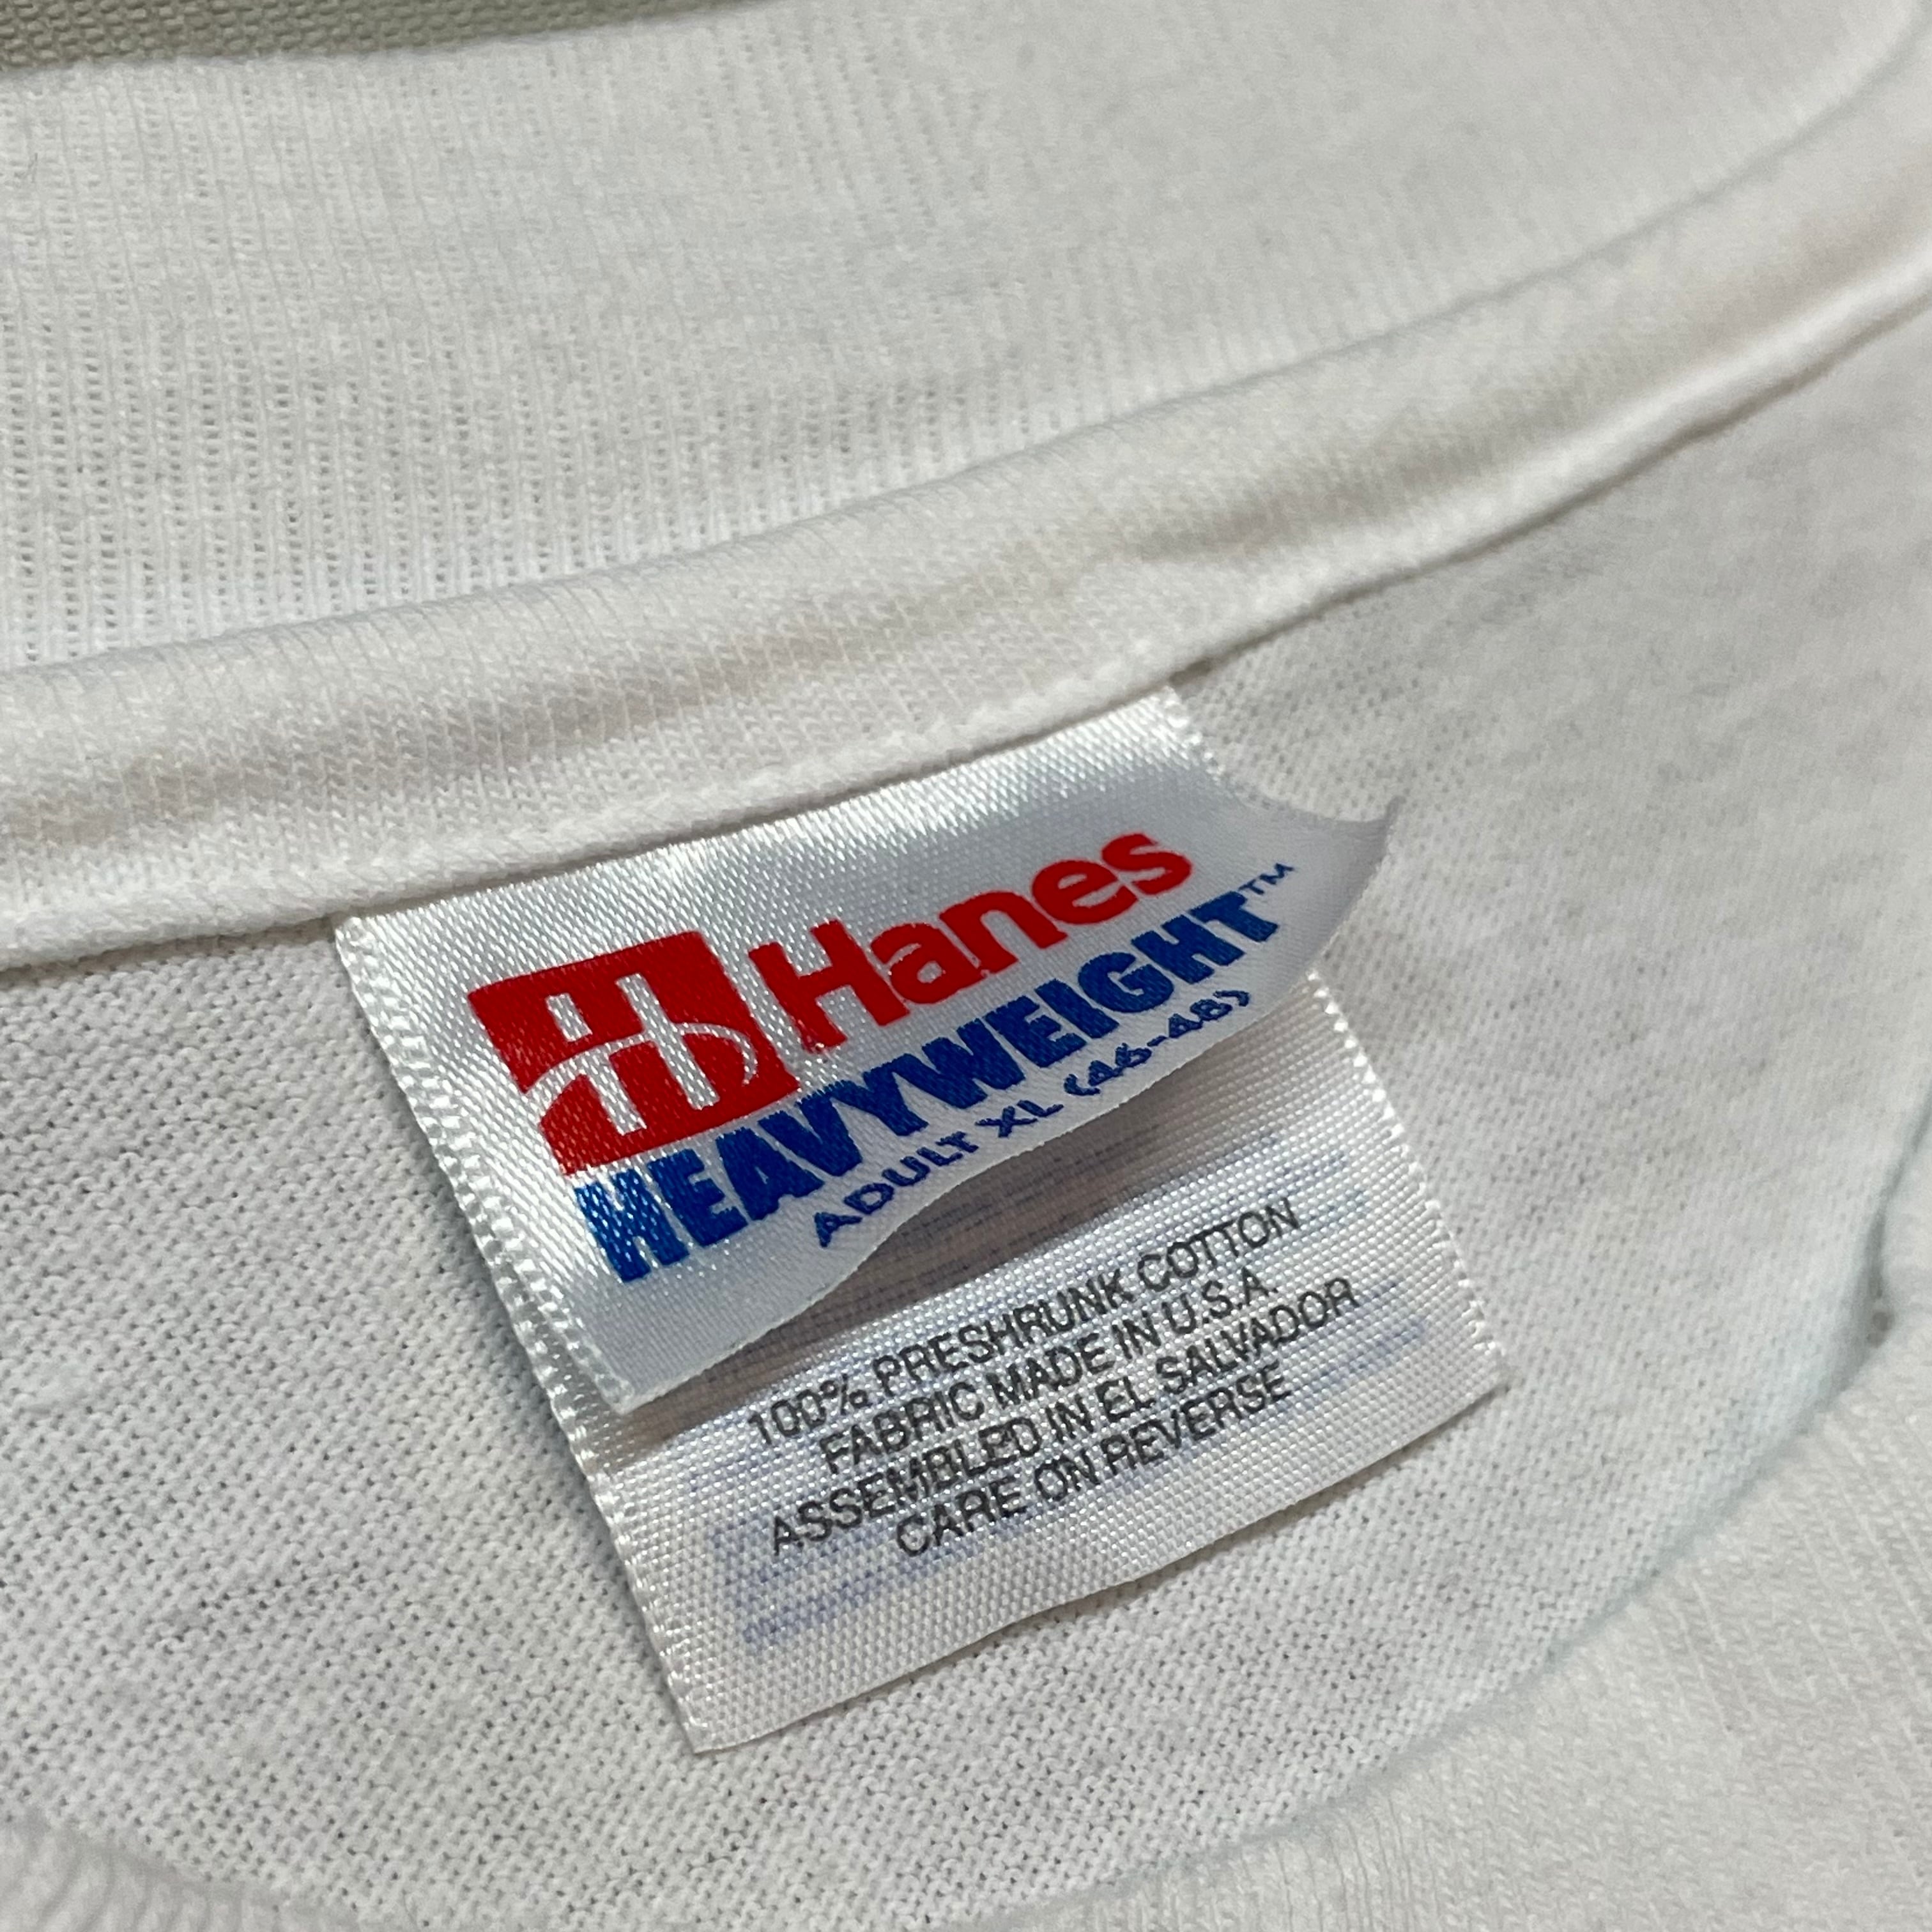 Hanes
HEAVYWEIGHT™
ADULT XL (46-48)
100% PRESHRUNK COTTON
FABRIC MADE IN U.S.A.
ASSEMBLED IN EL SALVADOR
CARE ON REVERSE